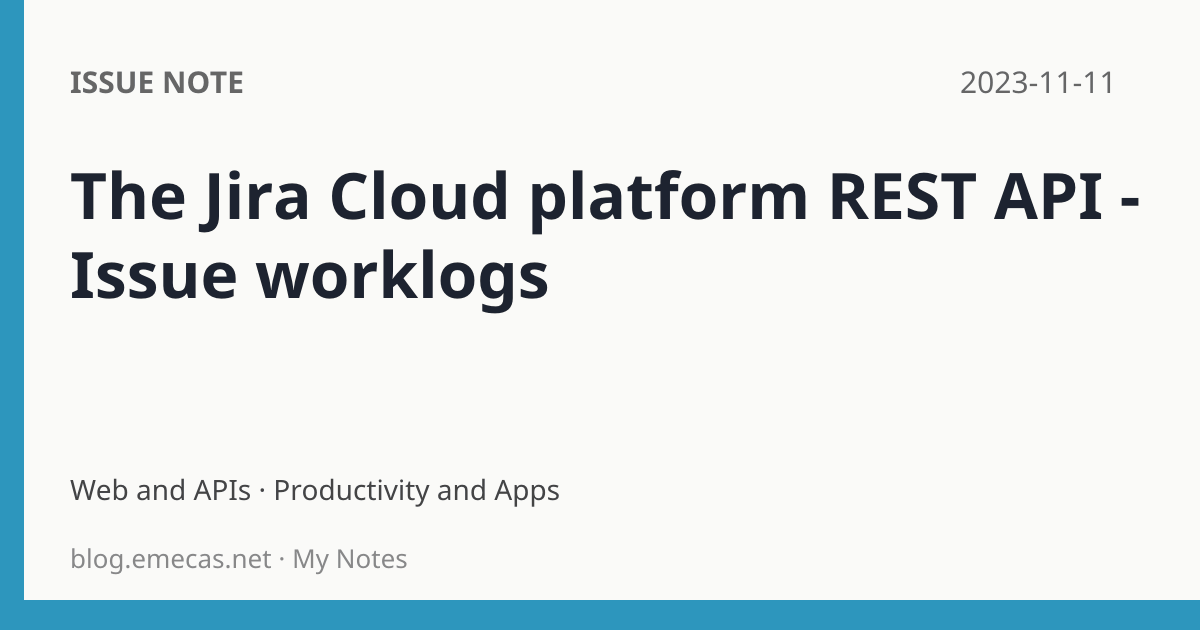 ISSUE NOTE
2023-11-11
The Jira Cloud platform REST API -
Issue worklogs
Web and APIs · Productivity and Apps
blog.emecas.net · My Notes